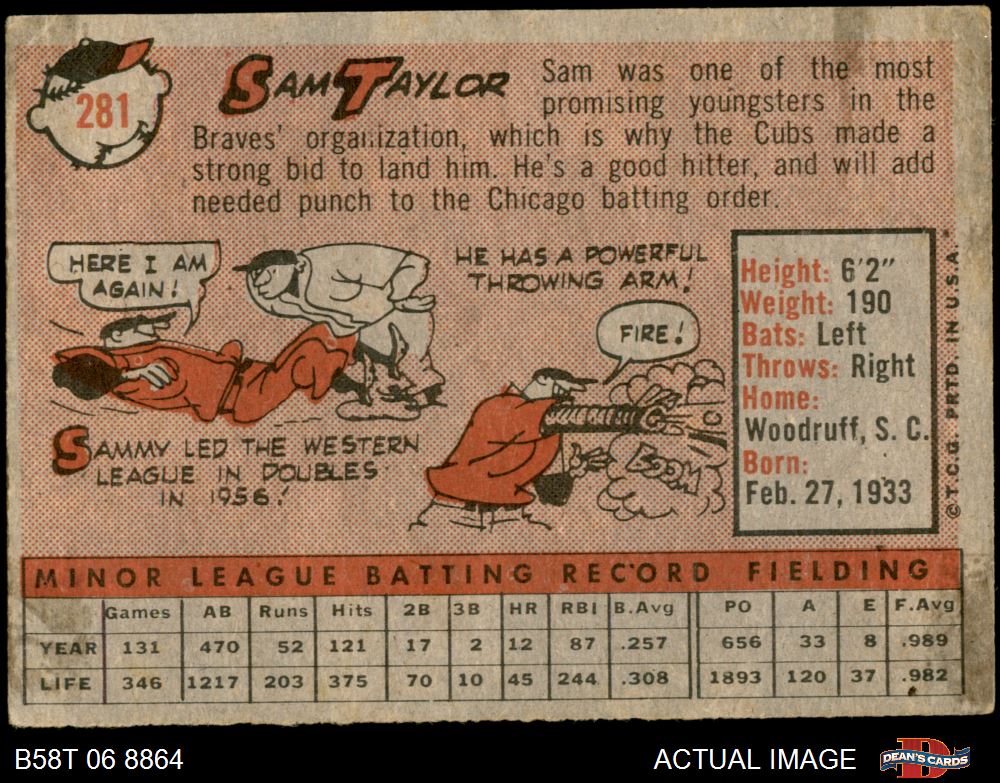 281
SAM TAYLOR
Sam was one of the most
promising youngsters in the
Braves' organization, which is why the Cubs made a
strong bid to land him. He's a good hitter, and will add
needed punch to the Chicago batting order.
HERE I AM
AGAIN!
SAMMY LED THE WESTERN
LEAGUE IN DOUBLES
IN 1956!
HE HAS A POWERFUL
THROWING ARM!
FIRE!
BOOM
Height: 6'2"
Weight: 190
Bats: Left
Throws: Right
Home:
Woodruff, S. C.
Born:
Feb. 27, 1933
©T.C.G. PRTD. IN U.S.A.
MINOR LEAGUE BATTING RECORD FIELDING
Games AB Runs Hits 2B 3B HR RBI B.Avg PO A E F.Avg
YEAR 131 470 52 121 17 2 12 87 .257 656 33 8 .989
LIFE 346 1217 203 375 70 10 45 244 .308 1893 120 37 .982
B58T 06 8864
ACTUAL IMAGE
DEAN'S CARDS